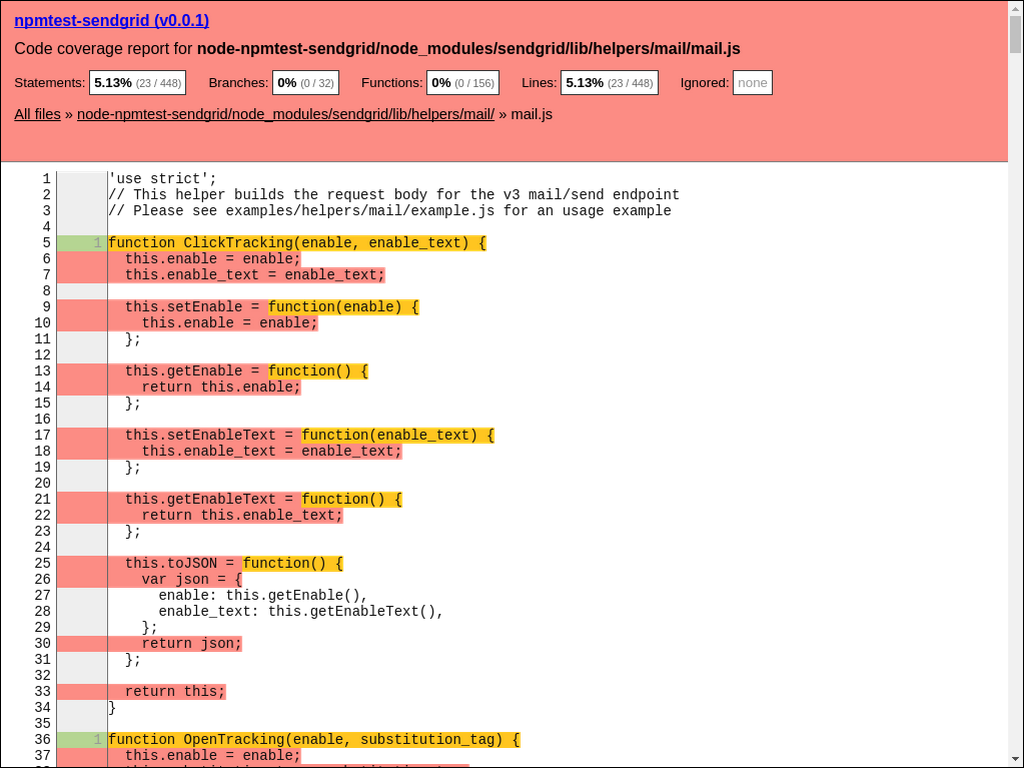 npmtest-sendgrid (v0.0.1)
Code coverage report for node-npmtest-sendgrid/node_modules/sendgrid/lib/helpers/mail/mail.js
Statements: 5.13% (23 / 448) Branches: 0% (0 / 32) Functions: 0% (0 / 156) Lines: 5.13% (23 / 448) Ignored: none
All files » node-npmtest-sendgrid/node_modules/sendgrid/lib/helpers/mail/ » mail.js
1 'use strict';
2 // This helper builds the request body for the v3 mail/send endpoint
3 // Please see examples/helpers/mail/example.js for an usage example
4
5 1 function ClickTracking(enable, enable_text) {
6 this.enable = enable;
7 this.enable_text = enable_text;
8
9 this.setEnable = function(enable) {
10 this.enable = enable;
11 };
12
13 this.getEnable = function() {
14 return this.enable;
15 };
16
17 this.setEnableText = function(enable_text) {
18 this.enable_text = enable_text;
19 };
20
21 this.getEnableText = function() {
22 return this.enable_text;
23 };
24
25 this.toJSON = function() {
26 var json = {
27 enable: this.getEnable(),
28 enable_text: this.getEnableText(),
29 };
30 return json;
31 };
32
33 return this;
34 }
35
36 1 function OpenTracking(enable, substitution_tag) {
37 this.enable = enable;